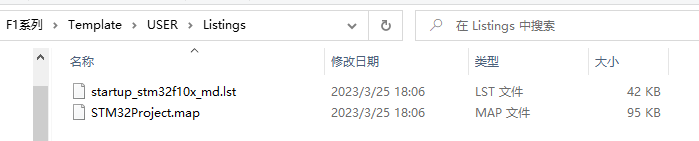 F1系列 > Template > USER > Listings
在 Listings 中搜索
名称 修改日期 类型 大小
startup_stm32f10x_md.lst 2023/3/25 18:06 LST 文件 42 KB
STM32Project.map 2023/3/25 18:06 MAP 文件 95 KB